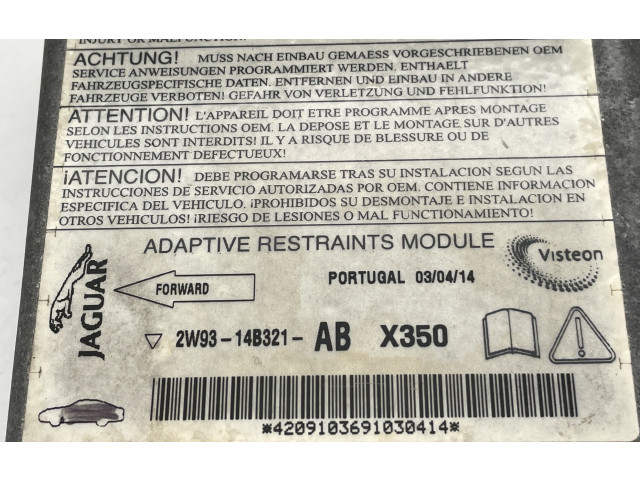 INJURY OR MALFUNCTION!
ACHTUNG! MUSS NACH EINBAU GEMAESS VORGESCHRIEBENEN OEM
SERVICE ANWEISUNGEN PROGRAMMIERT WERDEN, ENTHAELT
FAHRZEUGSPEZIFISCHE DATEN. ENTFERNEN UND EINBAU IN ANDERE
FAHRZEUGE VERBOTEN! GEFAHR VON VERLETZUNG UND FEHLFUNKTION!
ATTENTION! L'APPAREIL DOIT ETRE PROGRAMME APRES MONTAGE
SELON LES INSTRUCTIONS OEM. LA DEPOSE ET LE MONTAGE SUR D'AUTRES
VEHICULES SONT INTERDITS! IL Y A RISQUE DE BLESSURE OU DE
FONCTIONNEMENT DEFECTUEUX!
¡ATENCION! DEBE PROGRAMARSE TRAS SU INSTALACION SEGUN LAS
INSTRUCCIONES DE SERVICIO AUTORIZADAS POR OEM. CONTIENE INFORMACION
ESPECIFICA DEL VEHICULO. ¡PROHIBIDOS SU DESMONTAJE E INSTALACION EN
OTROS VEHICULOS! ¡RIESGO DE LESIONES O MAL FUNCIONAMIENTO!
ADAPTIVE RESTRAINTS MODULE
Visteon
JAGUAR
FORWARD
PORTUGAL 03/04/14
2W93-14B321-AB X350
*4209103691030414*